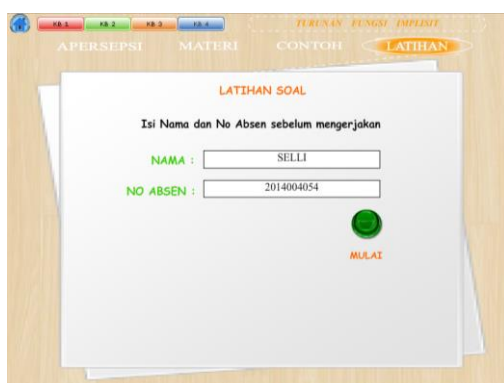 KB 1 KB 2 KB 3 KB 4 TURUNAN FUNGSI IMPLISIT
APERSEPSI MATERI CONTOH LATIHAN
LATIHAN SOAL
Isi Nama dan No Absen sebelum mengerjakan
NAMA : SELLI
NO ABSEN : 2014004054
MULAI